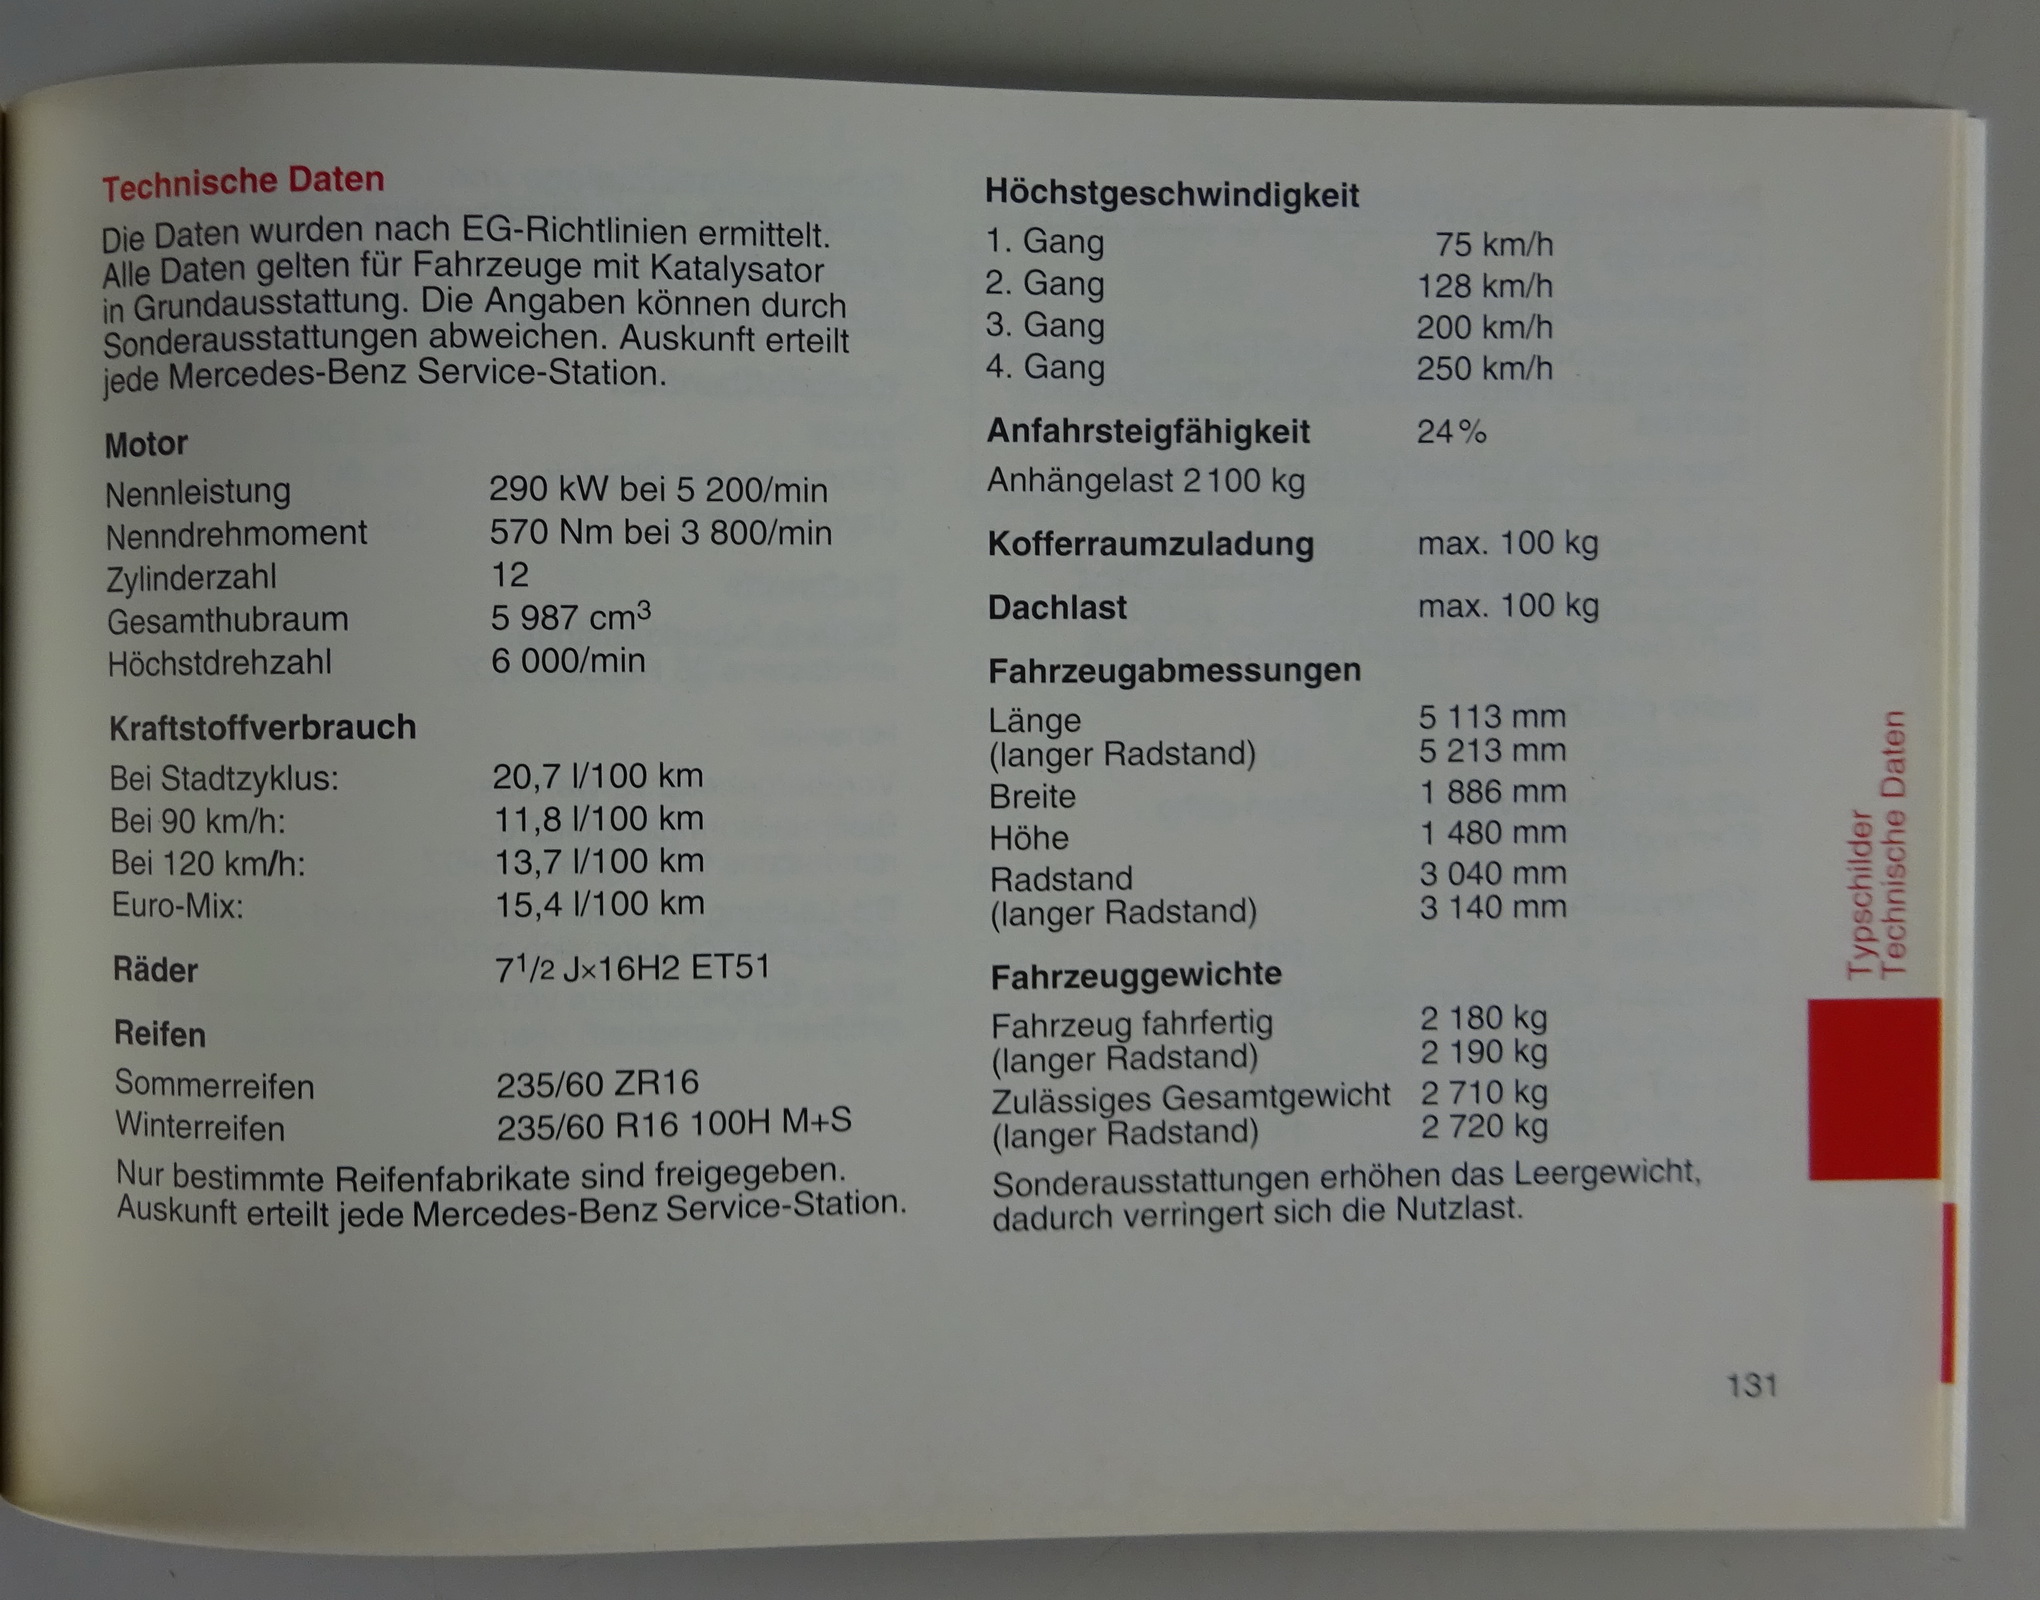 Technische Daten
Die Daten wurden nach EG-Richtlinien ermittelt.
Alle Daten gelten für Fahrzeuge mit Katalysator
in Grundausstattung. Die Angaben können durch
Sonderausstattungen abweichen. Auskunft erteilt
jede Mercedes-Benz Service-Station.
Motor
Nennleistung 290 kW bei 5 200/min
Nenndrehmoment 570 Nm bei 3 800/min
Zylinderzahl 12
Gesamthubraum 5 987 cm³
Höchstdrehzahl 6 000/min
Kraftstoffverbrauch
Bei Stadtzyklus: 20,7 l/100 km
Bei 90 km/h: 11,8 l/100 km
Bei 120 km/h: 13,7 l/100 km
Euro-Mix: 15,4 l/100 km
Räder 7 1/2 J×16H2 ET51
Reifen
Sommerreifen 235/60 ZR16
Winterreifen 235/60 R16 100H M+S
Nur bestimmte Reifenfabrikate sind freigegeben.
Auskunft erteilt jede Mercedes-Benz Service-Station.
Höchstgeschwindigkeit
1. Gang 75 km/h
2. Gang 128 km/h
3. Gang 200 km/h
4. Gang 250 km/h
Anfahrsteigfähigkeit 24%
Anhängelast 2 100 kg
Kofferraumzuladung max. 100 kg
Dachlast max. 100 kg
Fahrzeugabmessungen
Länge 5 113 mm
(langer Radstand) 5 213 mm
Breite 1 886 mm
Höhe 1 480 mm
Radstand 3 040 mm
(langer Radstand) 3 140 mm
Fahrzeuggewichte
Fahrzeug fahrfertig 2 180 kg
(langer Radstand) 2 190 kg
Zulässiges Gesamtgewicht 2 710 kg
(langer Radstand) 2 720 kg
Sonderausstattungen erhöhen das Leergewicht,
dadurch verringert sich die Nutzlast.
Typschilder
Technische Daten
131